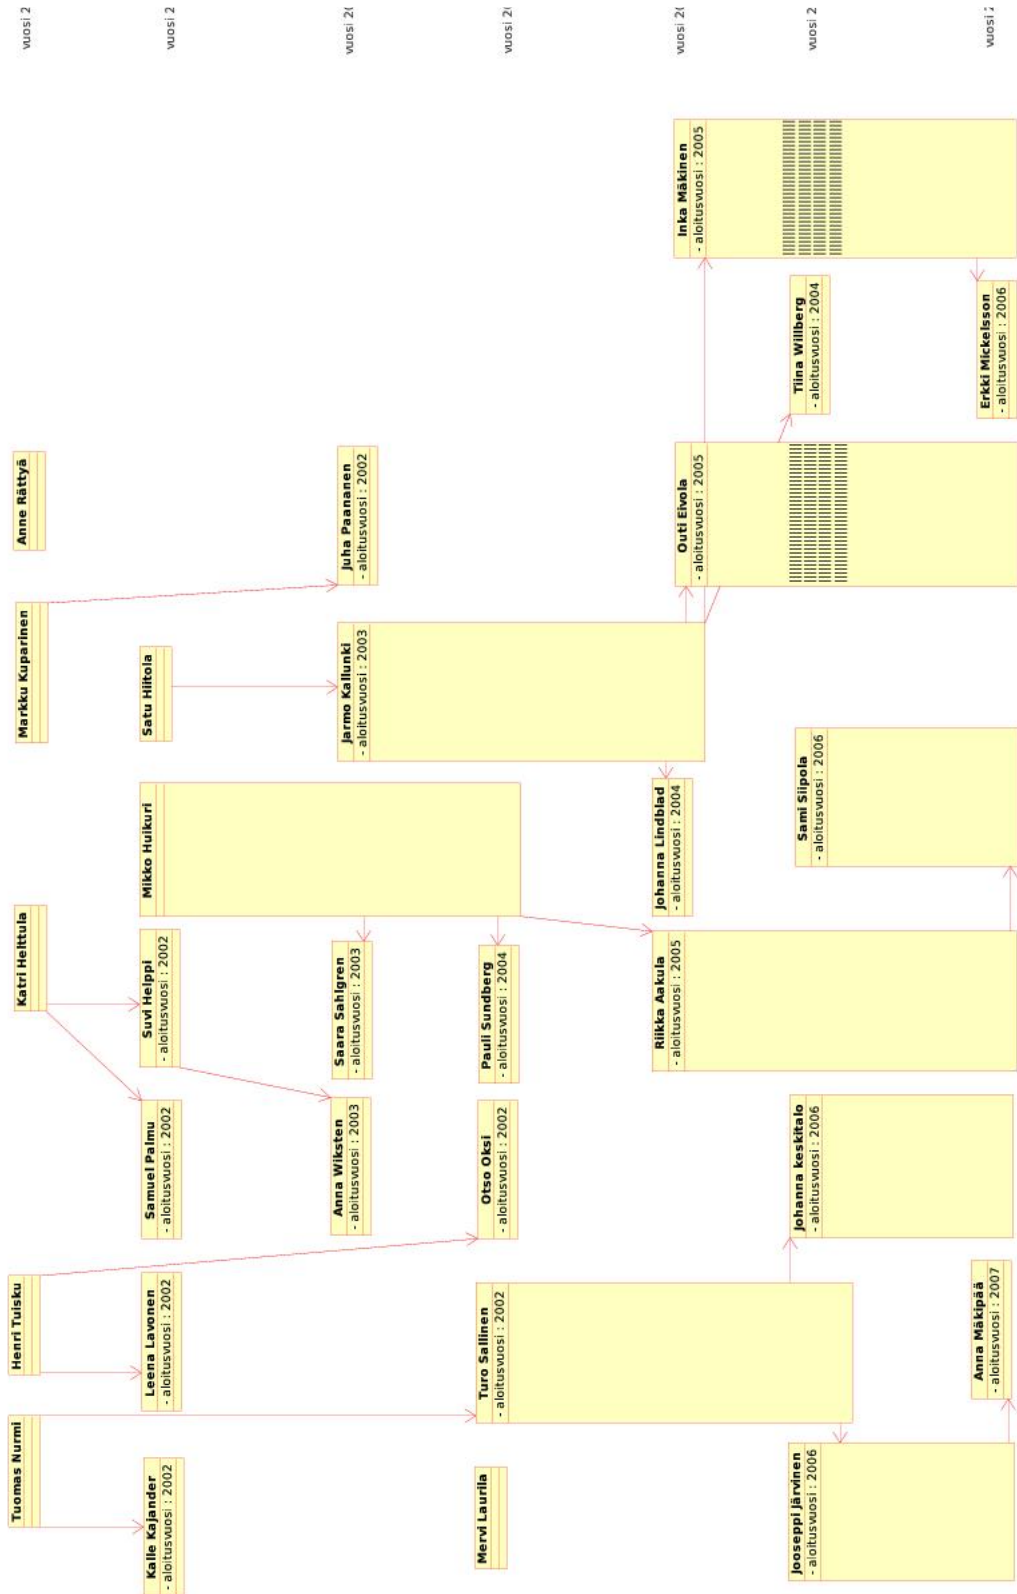 vuosi 2
vuosi 2
vuosi 20
vuosi 20
vuosi 20
vuosi 2
vuosi 2
Inka Mäkinen
- aloitusvuosi : 2005
Tiina Willberg
- aloitusvuosi : 2004
Erkki Mickelsson
- aloitusvuosi : 2006
Anne Rättyä
Juha Paananen
- aloitusvuosi : 2002
Outi Eivola
- aloitusvuosi : 2005
Markku Kuparinen
Satu Hiitola
Jarmo Kallunki
- aloitusvuosi : 2003
Mikko Huikuri
Johanna Lindblad
- aloitusvuosi : 2004
Sami Siipola
- aloitusvuosi : 2006
Katri Helttula
Suvi Helppi
- aloitusvuosi : 2002
Saara Sahlgren
- aloitusvuosi : 2003
Pauli Sundberg
- aloitusvuosi : 2004
Riikka Aakula
- aloitusvuosi : 2005
Samuel Palmu
- aloitusvuosi : 2002
Anna Wiksten
- aloitusvuosi : 2003
Otso Oksi
- aloitusvuosi : 2002
Johanna keskitalo
- aloitusvuosi : 2006
Henri Tuisku
Leena Lavonen
- aloitusvuosi : 2002
Turo Sallinen
- aloitusvuosi : 2002
Anna Mäkipää
- aloitusvuosi : 2007
Tuomas Nurmi
Kalle Kajander
- aloitusvuosi : 2002
Mervi Laurila
Jooseppi Järvinen
- aloitusvuosi : 2006